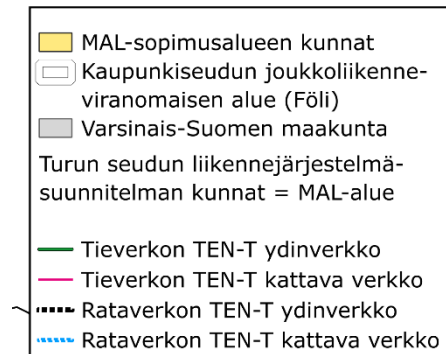 MAL-sopimusalueen kunnat
Kaupunkiseudun joukkoliikenne-
viranomaisen alue (Föli)
Varsinais-Suomen maakunta
Turun seudun liikennejärjestelmä-
suunnitelman kunnat = MAL-alue
Tieverkon TEN-T ydinverkko
Tieverkon TEN-T kattava verkko
Rataverkon TEN-T ydinverkko
Rataverkon TEN-T kattava verkko